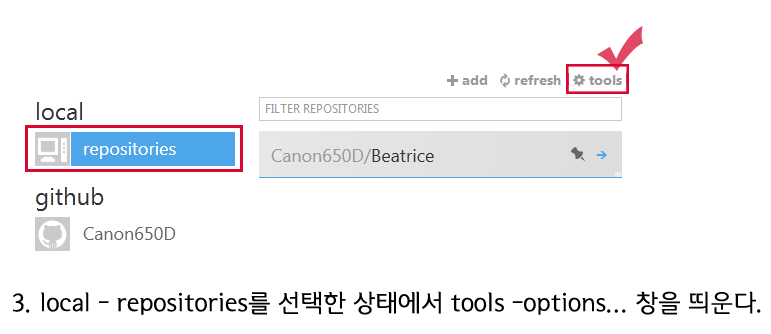 add refresh tools
local
FILTER REPOSITORIES
repositories
Canon650D/Beatrice
github
Canon650D
3. local - repositories를 선택한 상태에서 tools -options... 창을 띄운다.